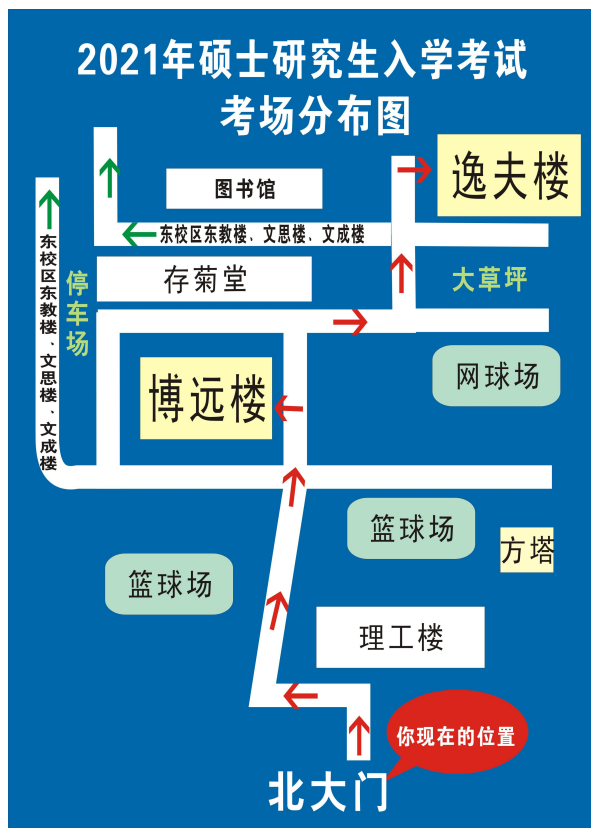 2021年硕士研究生入学考试
考场分布图
逸夫楼
图书馆
东校区东教楼、文思楼、文成楼
东校区东教楼、文思楼、文成楼
停车场
存菊堂
大草坪
网球场
博远楼
篮球场
方塔
篮球场
理工楼
你现在的位置
北大门